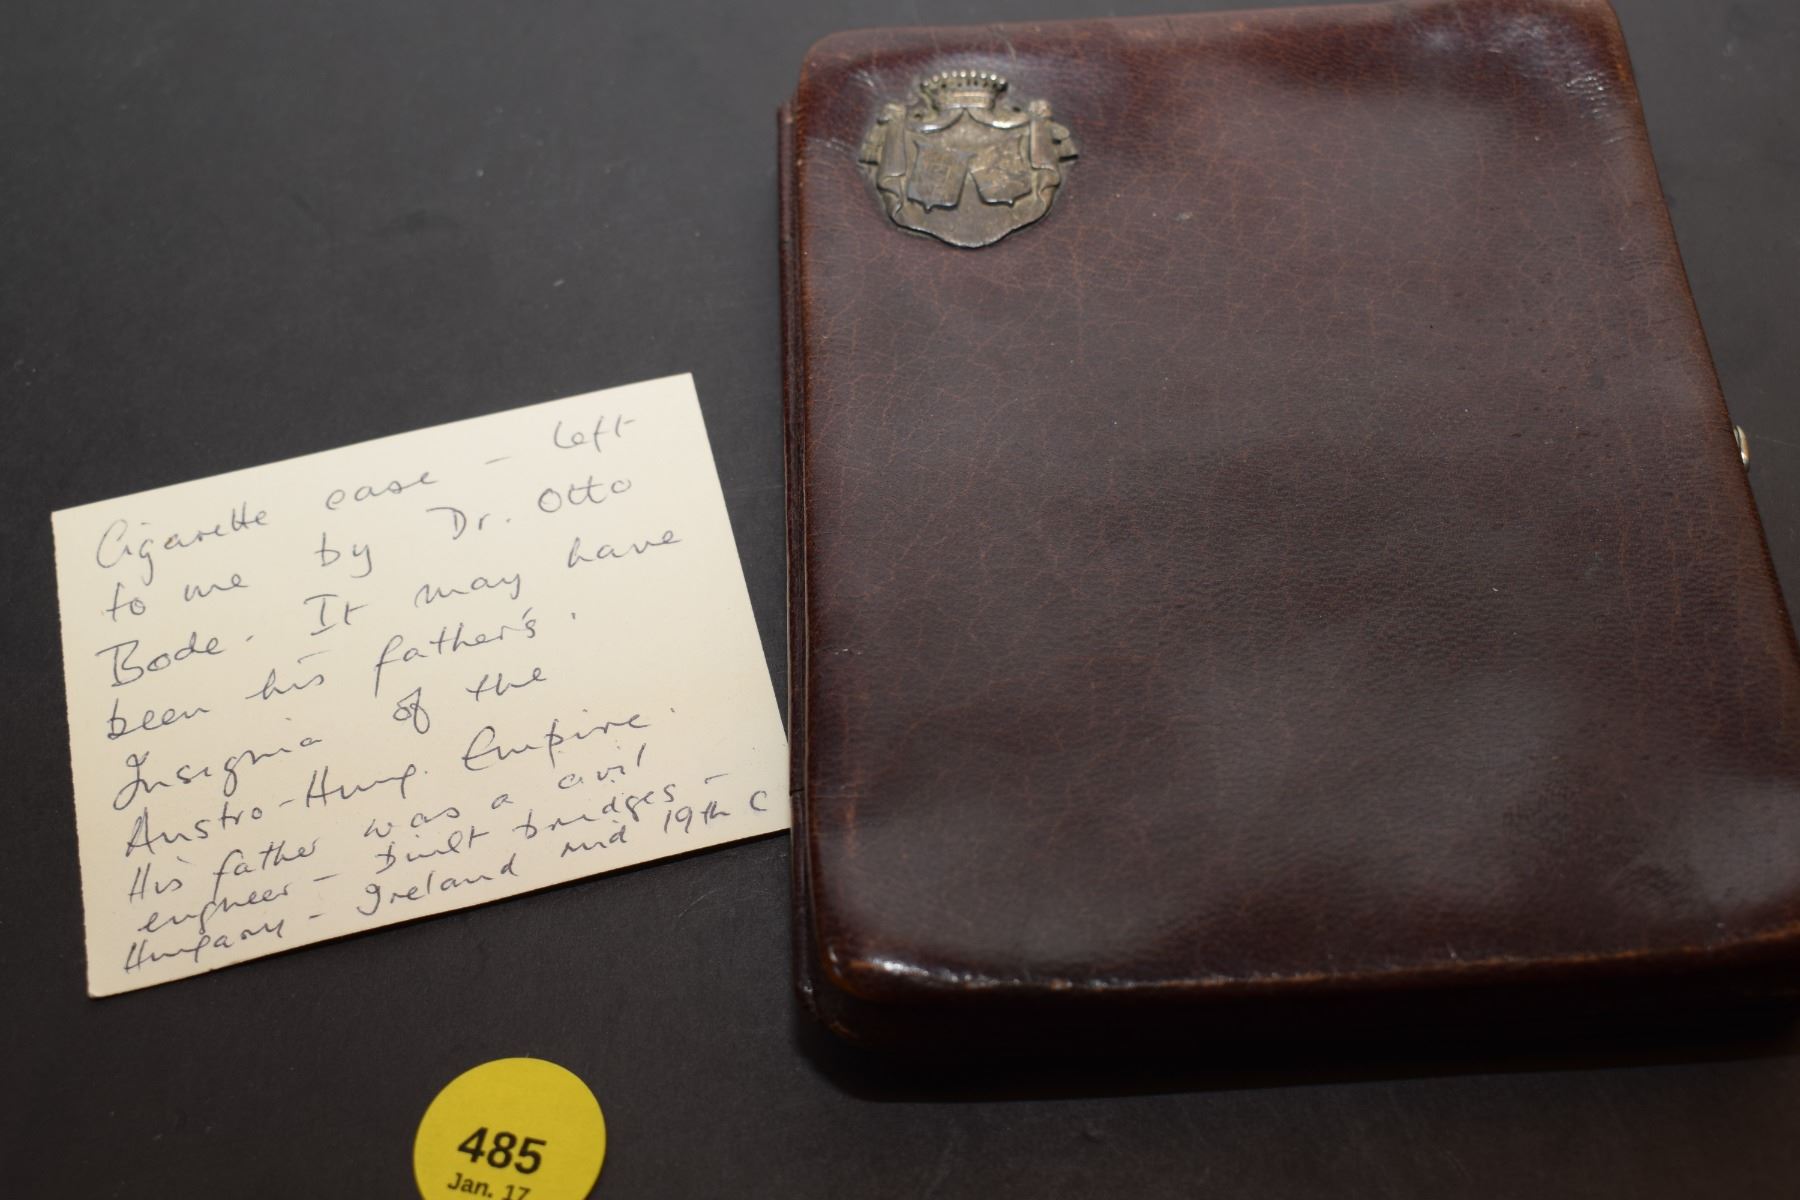 Cigarette case - left
to me by Dr. Otto
Bode. It may have
been his father's.
Insignia of the
Austro-Hung. Empire.
His father was a civil
engineer - built bridges -
Hungary - Ireland mid 19th C
485
Jan. 17